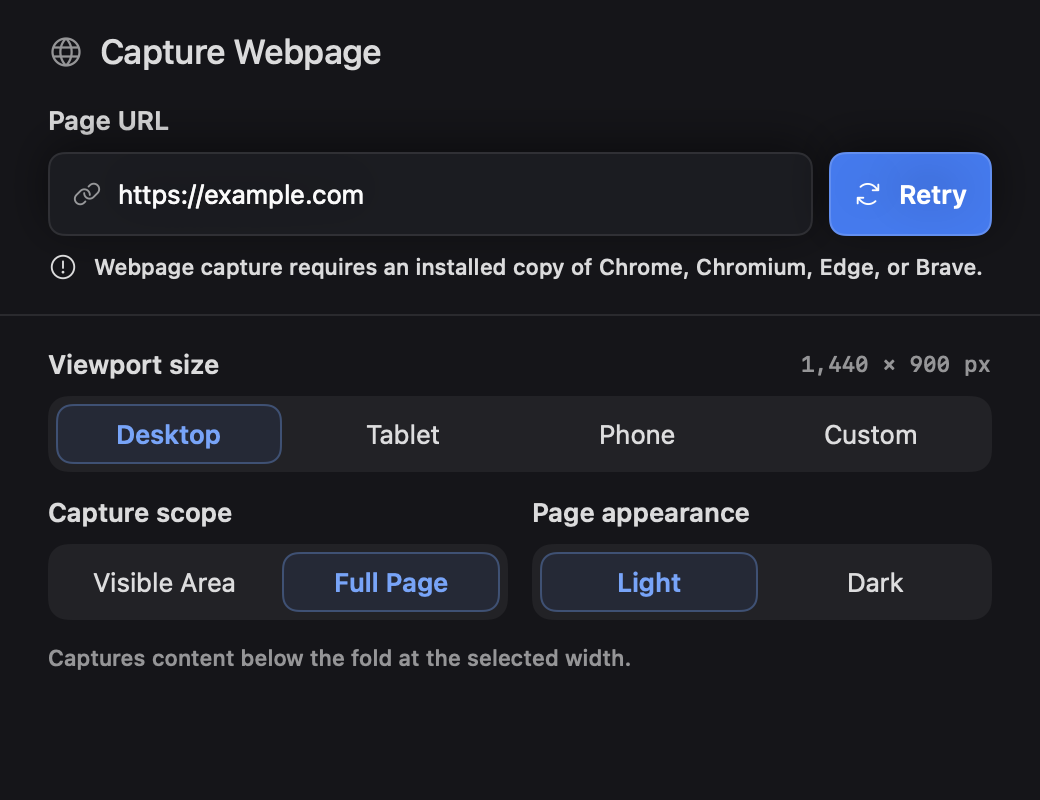 Capture Webpage
Page URL
https://example.com
Retry
Webpage capture requires an installed copy of Chrome, Chromium, Edge, or Brave.
Viewport size
1,440 × 900 px
Desktop
Tablet
Phone
Custom
Capture scope
Page appearance
Visible Area
Full Page
Light
Dark
Captures content below the fold at the selected width.